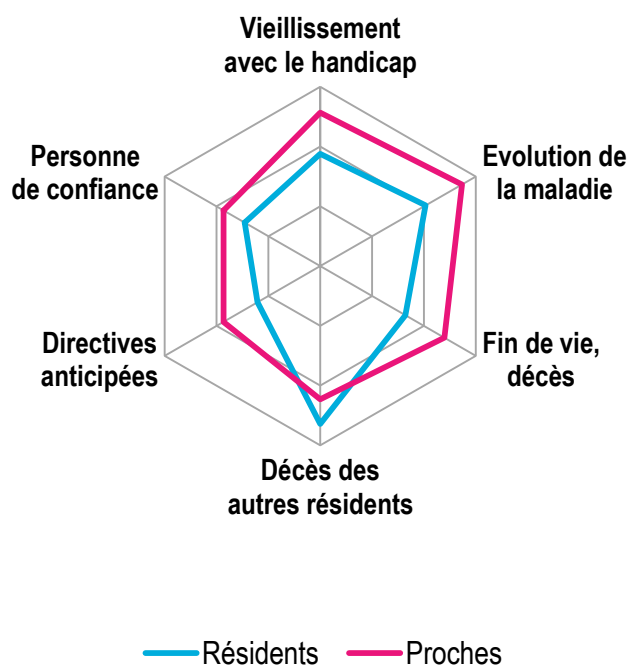 Vieillissement
avec le handicap
Personne
de confiance
Evolution de
la maladie
Directives
anticipées
Fin de vie,
décès
Décès des
autres résidents
Résidents
Proches